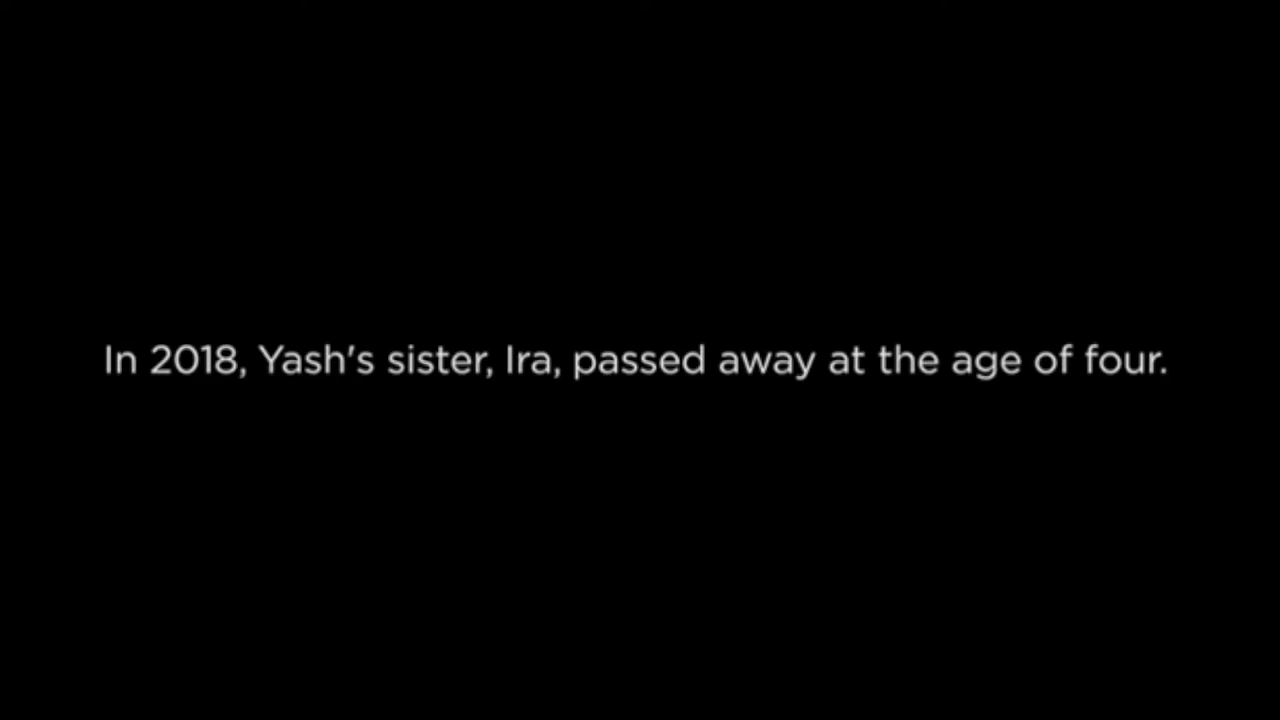 In 2018, Yash's sister, Ira, passed away at the age of four.